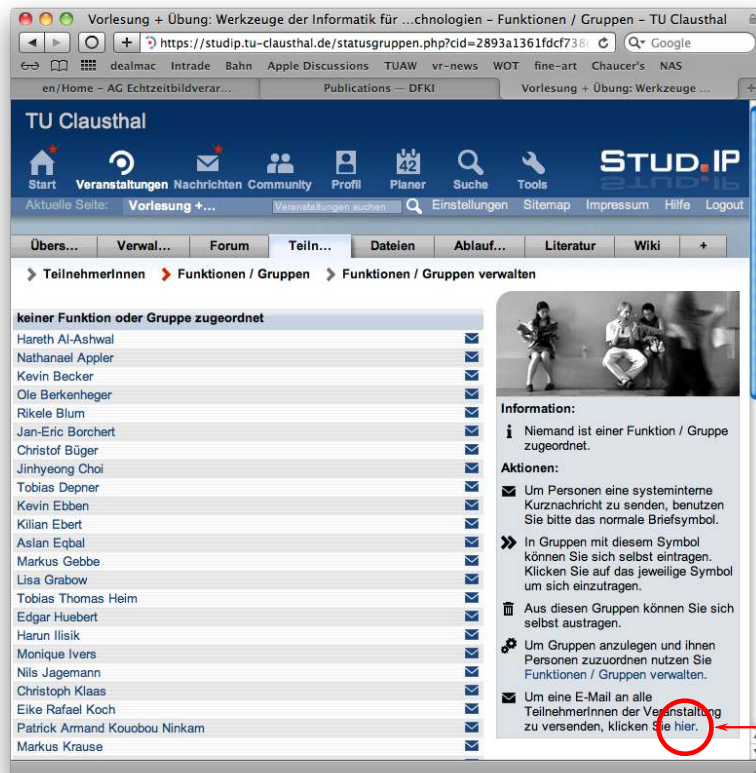 Vorlesung + Übung: Werkzeuge der Informatik für ...chnologien – Funktionen / Gruppen – TU Clausthal
https://studip.tu-clausthal.de/statusgruppen.php?cid=2893a1361fdcf738
Google
dealmac Intrade Bahn Apple Discussions TUAW vr-news WOT fine-art Chaucer's NAS
en/Home – AG Echtzeitbildverar... Publications — DFKI Vorlesung + Übung: Werkzeuge ...
TU Clausthal
42
STUD.IP
Start Veranstaltungen Nachrichten Community Profil Planer Suche Tools
Aktuelle Seite: Vorlesung +... Veranstaltungen suchen Einstellungen Sitemap Impressum Hilfe Logout
Übers... Verwal... Forum Teiln... Dateien Ablauf... Literatur Wiki +
TeilnehmerInnen Funktionen / Gruppen Funktionen / Gruppen verwalten
keiner Funktion oder Gruppe zugeordnet
Hareth Al-Ashwal
Nathanael Appler
Kevin Becker
Ole Berkenheger
Rikele Blum
Jan-Eric Borchert
Christof Büger
Jinhyeong Choi
Tobias Depner
Kevin Ebben
Kilian Ebert
Aslan Eqbal
Markus Gebbe
Lisa Grabow
Tobias Thomas Heim
Edgar Huebert
Harun Ilisik
Monique Ivers
Nils Jagemann
Christoph Klaas
Eike Rafael Koch
Patrick Armand Kouobou Ninkam
Markus Krause
Information:
Niemand ist einer Funktion / Gruppe
zugeordnet.
Aktionen:
Um Personen eine systeminterne
Kurznachricht zu senden, benutzen
Sie bitte das normale Briefsymbol.
In Gruppen mit diesem Symbol
können Sie sich selbst eintragen.
Klicken Sie auf das jeweilige Symbol
um sich einzutragen.
Aus diesen Gruppen können Sie sich
selbst austragen.
Um Gruppen anzulegen und ihnen
Personen zuzuordnen nutzen Sie
Funktionen / Gruppen verwalten.
Um eine E-Mail an alle
TeilnehmerInnen der Veranstaltung
zu versenden, klicken Sie hier.